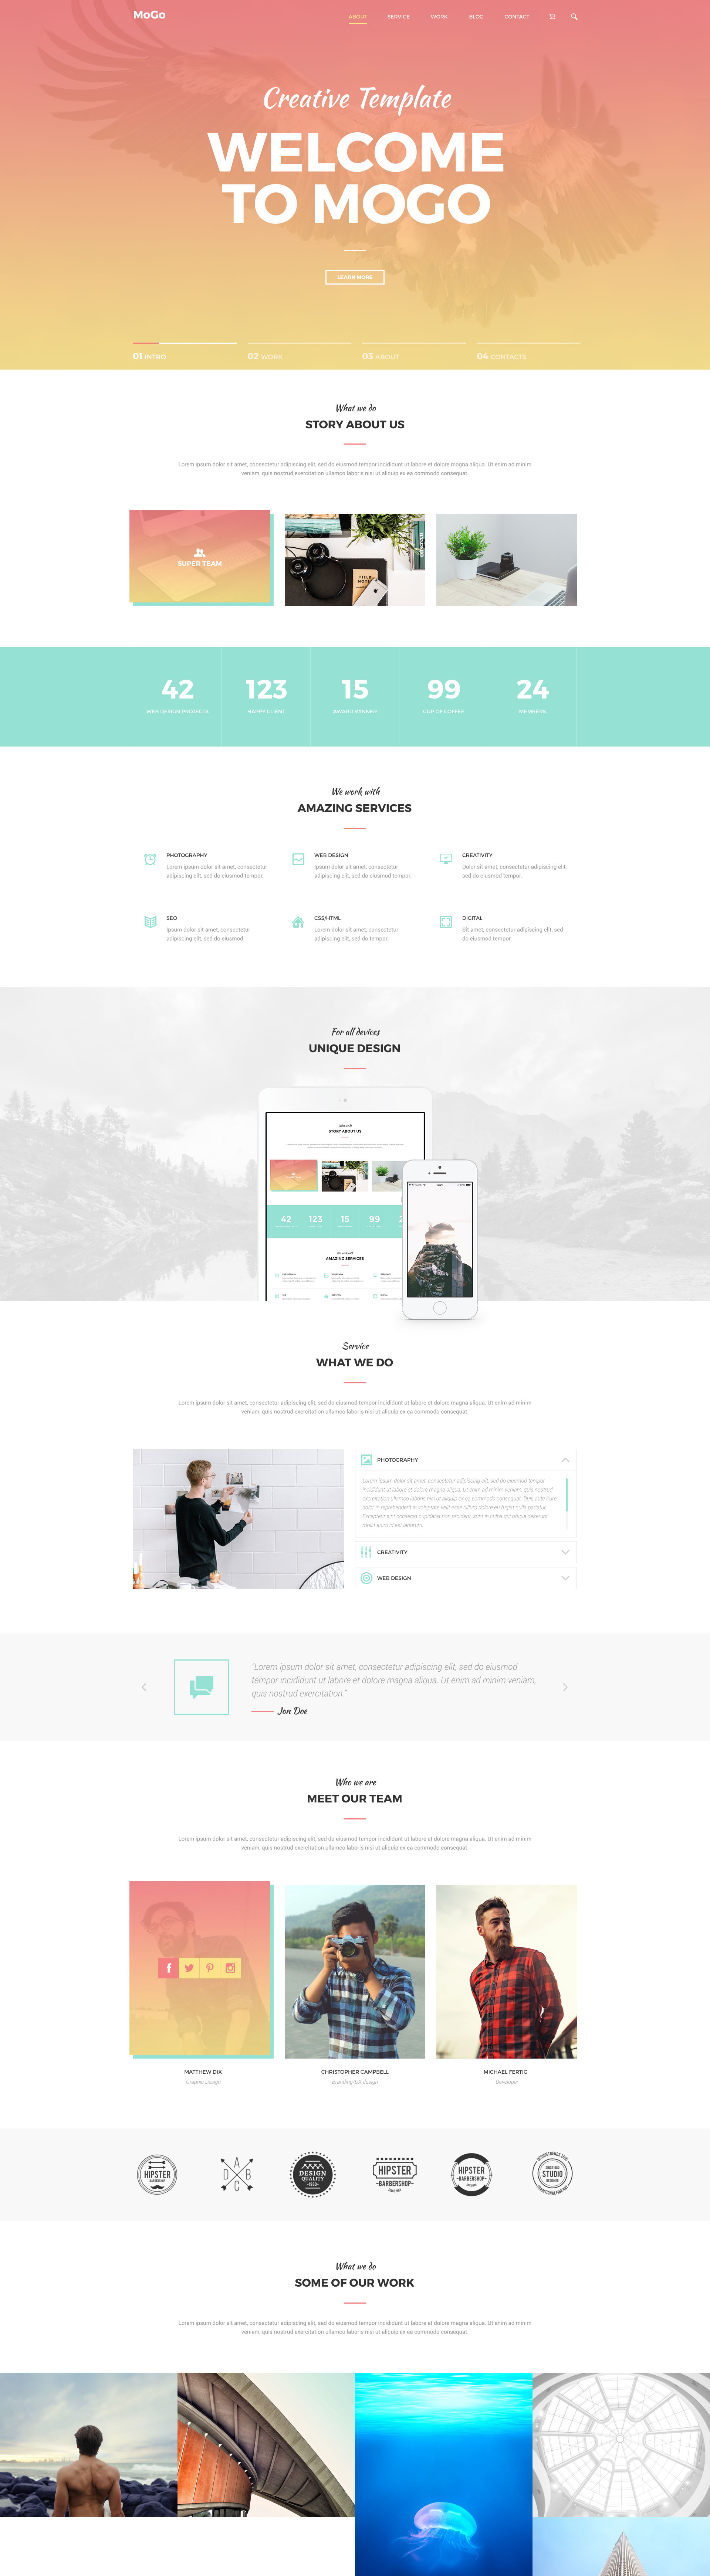 MoGo
ABOUT SERVICE WORK BLOG CONTACT
Creative Template
WELCOME
TO MOGO
LEARN MORE
01 INTRO
02 WORK
03 ABOUT
04 CONTACTS
What we do
STORY ABOUT US
Lorem ipsum dolor sit amet, consectetur adipiscing elit, sed do eiusmod tempor incididunt ut labore et dolore magna aliqua. Ut enim ad minim
veniam, quis nostrud exercitation ullamco laboris nisi ut aliquip ex ea commodo consequat.
SUPER TEAM
FIELD NOTES
42
WEB DESIGN PROJECTS
123
HAPPY CLIENT
15
AWARD WINNER
99
CUP OF COFFEE
24
MEMBERS
We work with
AMAZING SERVICES
PHOTOGRAPHY
Lorem ipsum dolor sit amet, consectetur
adipiscing elit, sed do eiusmod tempor.
WEB DESIGN
Ipsum dolor sit amet, consectetur
adipiscing elit, sed do eiusmod tempor.
CREATIVITY
Dolor sit amet, consectetur adipiscing elit,
sed do eiusmod tempor.
SEO
Ipsum dolor sit amet, consectetur
adipiscing elit, sed do eiusmod.
CSS/HTML
Lorem dolor sit amet, consectetur
adipiscing elit, sed do tempor.
DIGITAL
Sit amet, consectetur adipiscing elit, sed
do eiusmod tempor.
For all devices
UNIQUE DESIGN
What we do
STORY ABOUT US
42 123 15 99
We work with
AMAZING SERVICES
Service
WHAT WE DO
Lorem ipsum dolor sit amet, consectetur adipiscing elit, sed do eiusmod tempor incididunt ut labore et dolore magna aliqua. Ut enim ad minim
veniam, quis nostrud exercitation ullamco laboris nisi ut aliquip ex ea commodo consequat.
PHOTOGRAPHY
Lorem ipsum dolor sit amet, consectetur adipiscing elit, sed do eiusmod tempor
incididunt ut labore et dolore magna aliqua. Ut enim ad minim veniam, quis nostrud
exercitation ullamco laboris nisi ut aliquip ex ea commodo consequat. Duis aute irure
dolor in reprehenderit in voluptate velit esse cillum dolore eu fugiat nulla pariatur.
Excepteur sint occaecat cupidatat non proident, sunt in culpa qui officia deserunt
mollit anim id est laborum.
CREATIVITY
WEB DESIGN
"Lorem ipsum dolor sit amet, consectetur adipiscing elit, sed do eiusmod
tempor incididunt ut labore et dolore magna aliqua. Ut enim ad minim veniam,
quis nostrud exercitation."
Jon Doe
Who we are
MEET OUR TEAM
Lorem ipsum dolor sit amet, consectetur adipiscing elit, sed do eiusmod tempor incididunt ut labore et dolore magna aliqua. Ut enim ad minim
veniam, quis nostrud exercitation ullamco laboris nisi ut aliquip ex ea commodo consequat.
MATTHEW DIX
Graphic Design
CHRISTOPHER CAMPBELL
Branding/UX design
MICHAEL FERTIG
Developer
HIPSTER
BARBERSHOP
A
D B
C
DESIGN
QUALITY
HIPSTER
BARBERSHOP
HIPSTER
BARBERSHOP
STUDIO
What we do
SOME OF OUR WORK
Lorem ipsum dolor sit amet, consectetur adipiscing elit, sed do eiusmod tempor incididunt ut labore et dolore magna aliqua. Ut enim ad minim
veniam, quis nostrud exercitation ullamco laboris nisi ut aliquip ex ea commodo consequat.